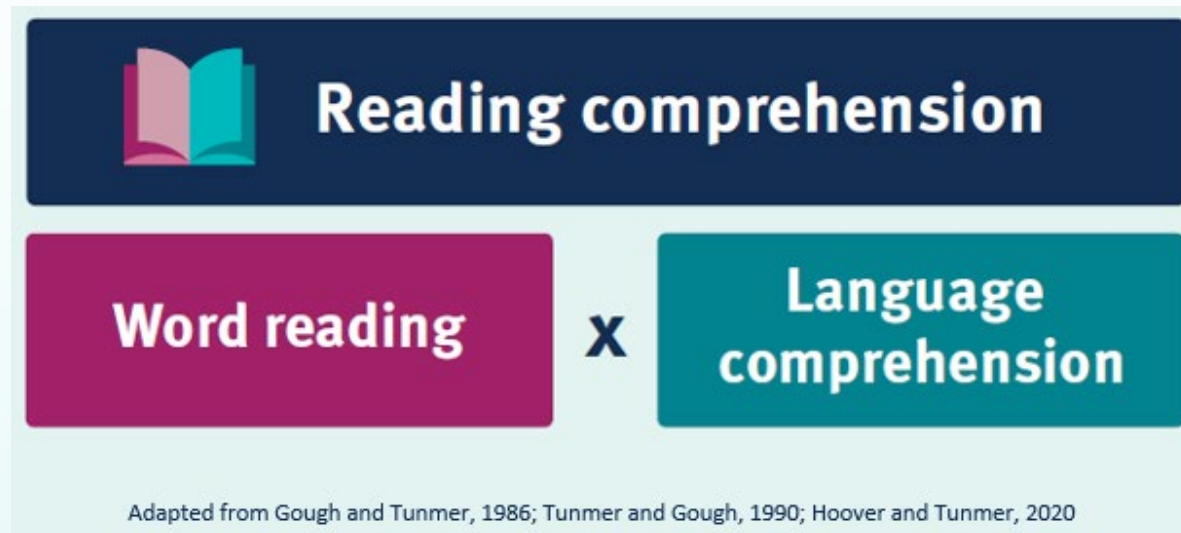 Reading comprehension
Word reading
x
Language
comprehension
Adapted from Gough and Tunmer, 1986; Tunmer and Gough, 1990; Hoover and Tunmer, 2020